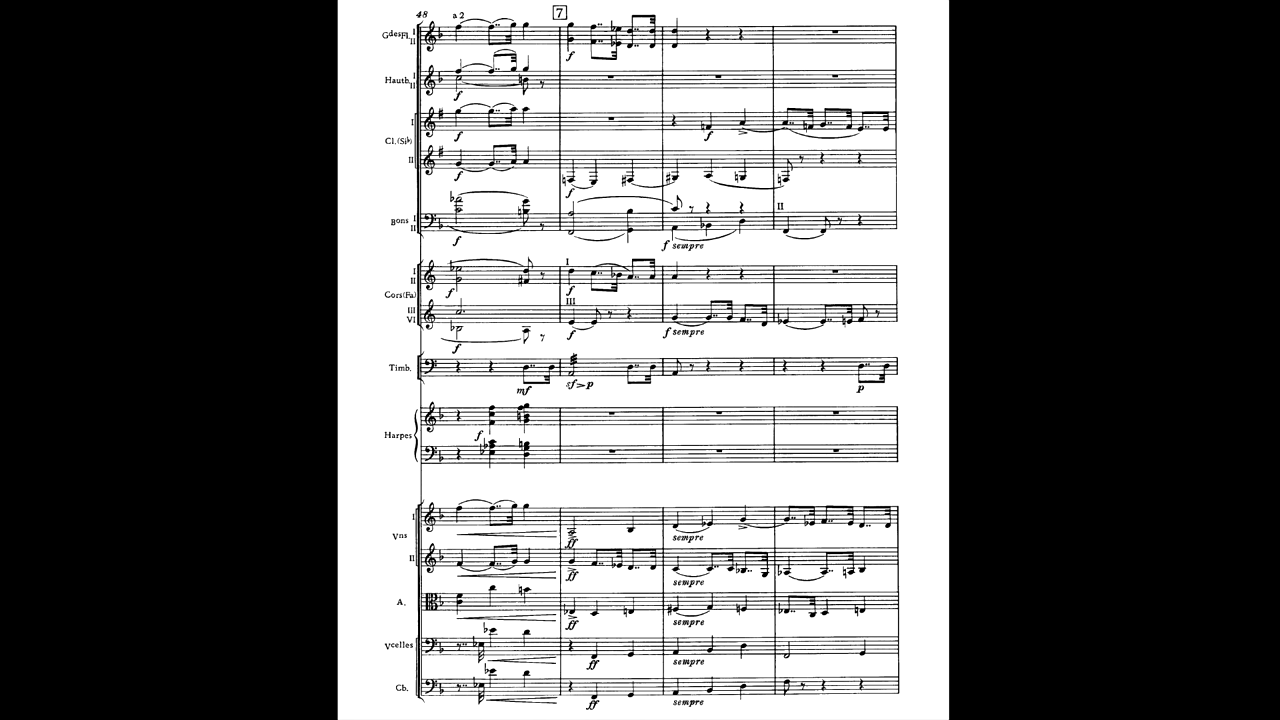 48 a 2 7
Gdes Fl. I II
f
Hautb. I II
f
I
f f
Cl.(Si♭)
II
f f
Bons I II
II
f f sempre
I
I II
f f
Cors(Fa)
III
III VI
f f f sempre
Timb.
mf sf > p p
f
Harpes
I
Vns
ff sempre
II
ff sempre
A.
ff sempre
Vcelles
ff sempre
Cb.
ff sempre